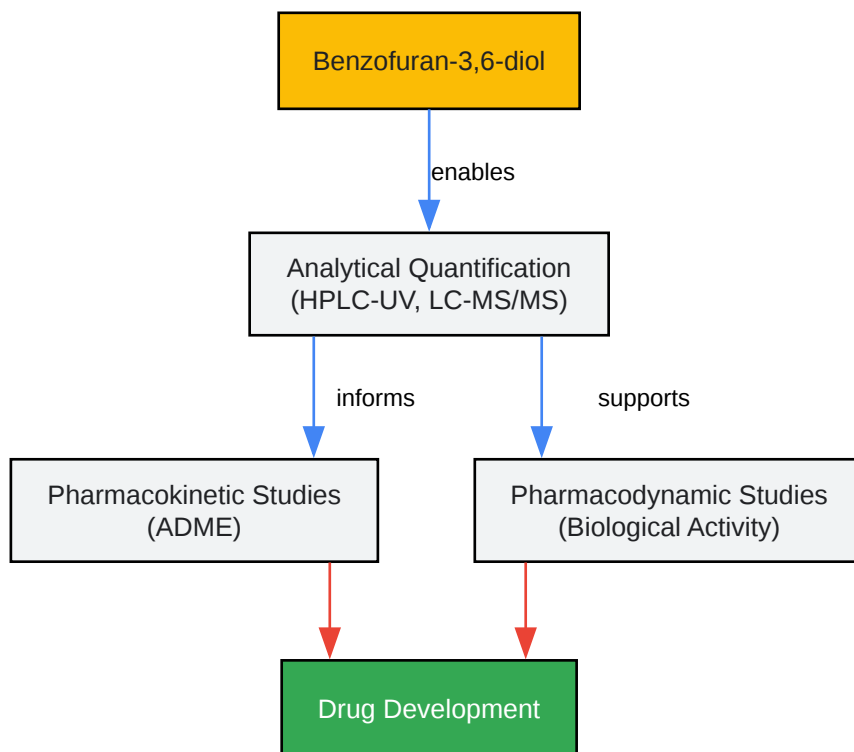 Benzofuran-3,6-diol
enables
Analytical Quantification
(HPLC-UV, LC-MS/MS)
informs
supports
Pharmacokinetic Studies
(ADME)
Pharmacodynamic Studies
(Biological Activity)
Drug Development